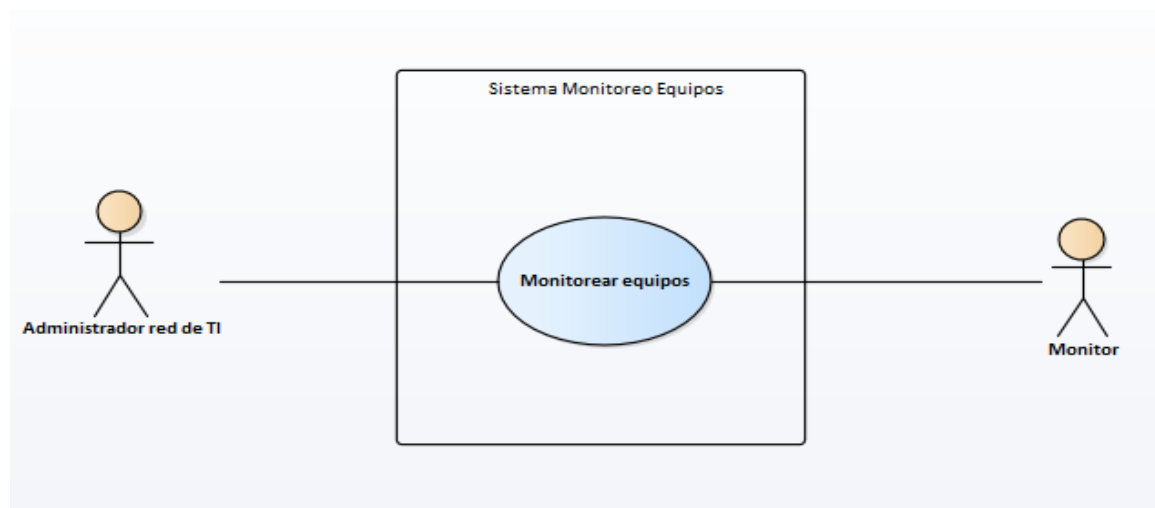 Sistema Monitoreo Equipos
Monitorear equipos
Administrador red de TI
Monitor